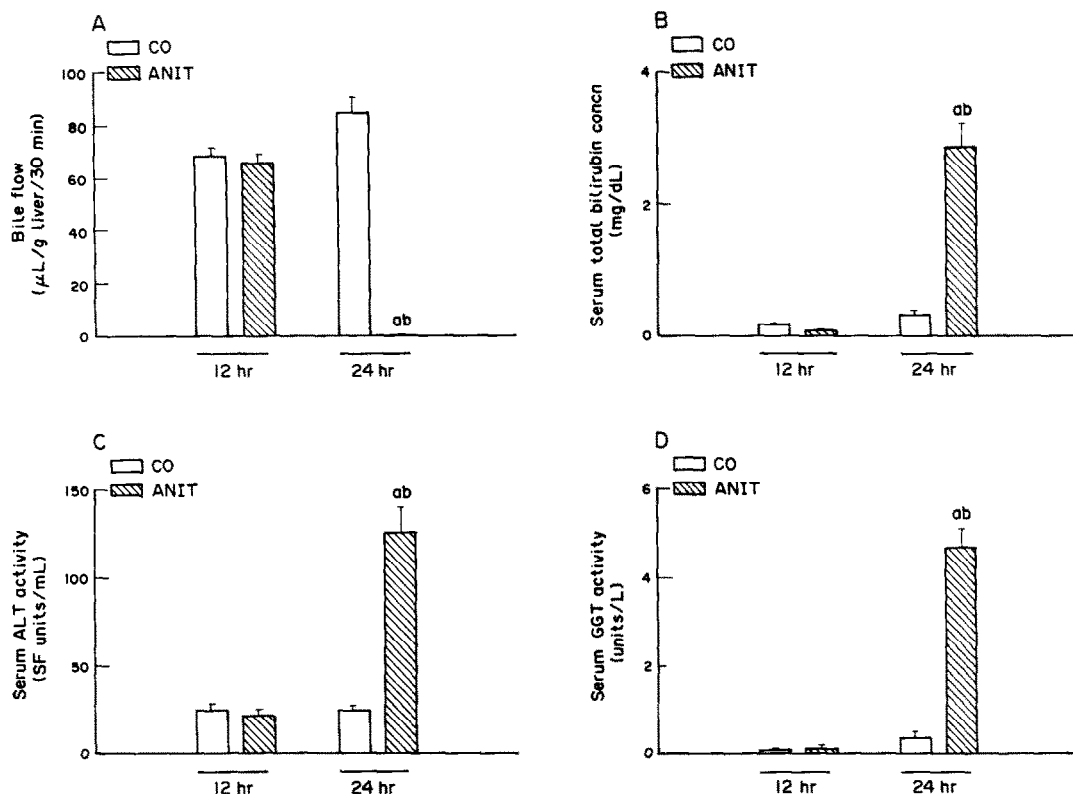 A
CO
ANIT
Bile flow
(μL/g liver/30 min)
100
80
60
40
20
0
ab
12 hr
24 hr
B
CO
ANIT
Serum total bilirubin concn
(mg/dL)
4
2
0
ab
12 hr
24 hr
C
CO
ANIT
Serum ALT activity
(SF units/mL)
150
100
50
0
ab
12 hr
24 hr
D
CO
ANIT
Serum GGT activity
(units/L)
6
4
2
0
ab
12 hr
24 hr